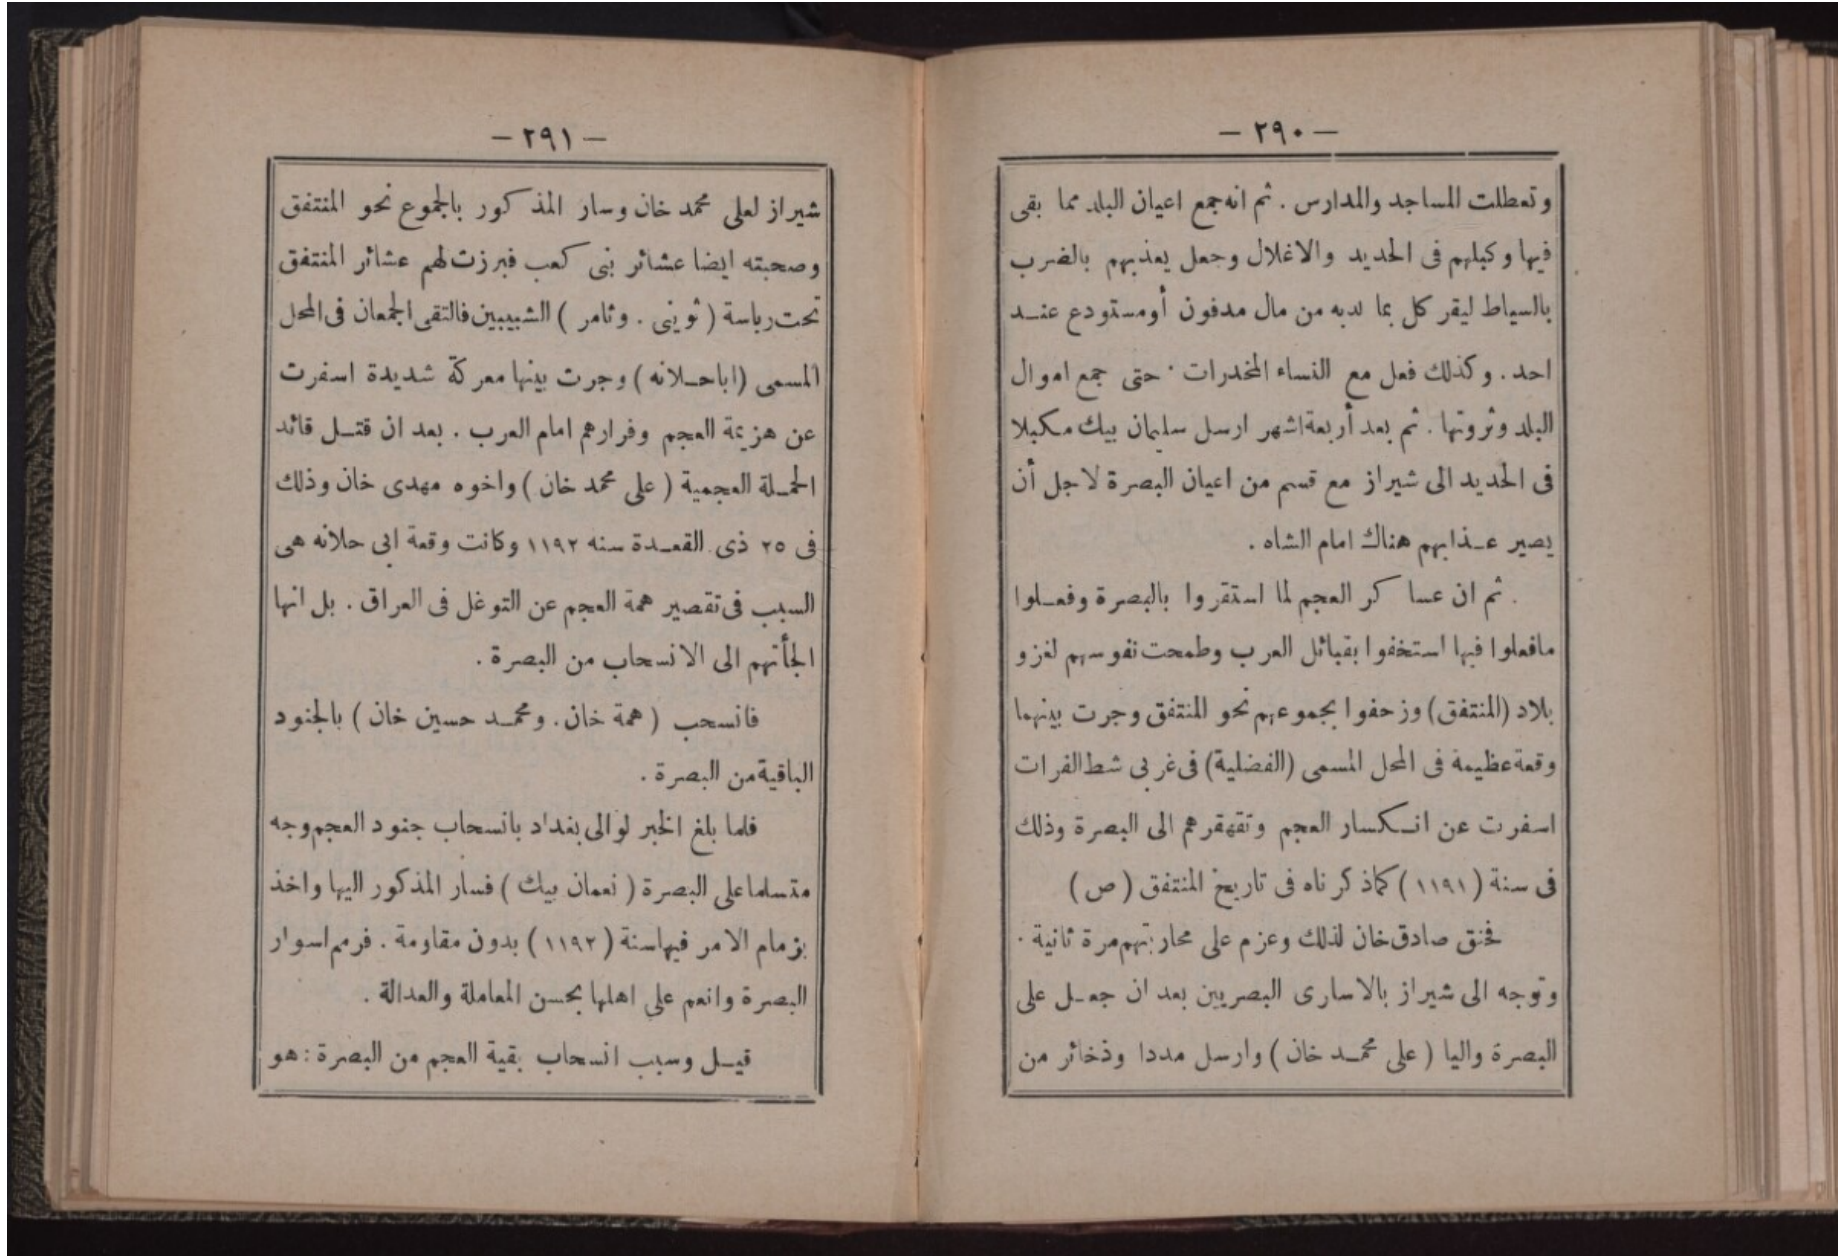 — ٢٩٠ —
وتعطلت المساجد والمدارس . ثم انه جمع اعيان البلد مما بقى
فيها وكبلهم فى الحديد والاغلال وجعل يعذبهم بالضرب
بالسياط ليقر كل بما لديه من مال مدفون أومستودع عند
احد . وكذلك فعل مع النساء المخدرات . حتى جمع اموال
البلد وثروتها . ثم بعد أربعة اشهر ارسل سليمان بيك مكبلا
فى الحديد الى شيراز مع قسم من اعيان البصرة لاجل أن
يصير عذابهم هناك امام الشاه .
. ثم ان عساكر العجم لما استقروا بالبصرة وفعلوا
مافعلوا فيها استخفوا بقبائل العرب وطمحت نفوسهم لغزو
بلاد (المنتفق) وزحفوا بجموعهم نحو المنتفق وجرت بينهما
وقعة عظيمة فى المحل المسمى (الفضلية) فى غربى شط الفرات
اسفرت عن انكسار العجم وتقهقرهم الى البصرة وذلك
فى سنة (١١٩١) كماذكرناه فى تاريخ المنتفق (ص)
فحنق صادق خان لذلك وعزم على محاربتهم مرة ثانية .
وتوجه الى شيراز بالاسارى البصريين بعد ان جعل على
البصرة واليا (على محمد خان) وارسل مددا وذخائر من
— ٢٩١ —
شيراز لعلى محمد خان وسار المذكور بالجموع نحو المنتفق
وصحبته ايضا عشائر بنى كعب فبرزت لهم عشائر المنتفق
تحت رياسة (ثوينى . وثامر) الشبيبيين فالتقى الجمعان فى المحل
المسمى (اباحلانه) وجرت بينها معركة شديدة اسفرت
عن هزيمة العجم وفرارهم امام العرب . بعد ان قتل قائد
الحملة العجمية (على محمد خان) واخوه مهدى خان وذلك
فى ٢٥ ذى القعدة سنه ١١٩٢ وكانت وقعة ابى حلانه هى
السبب فى تقصير همة العجم عن التوغل فى العراق . بل انها
الجأتهم الى الانسحاب من البصرة .
فانسحب (همة خان . ومحمد حسين خان) بالجنود
الباقية من البصرة .
فلما بلغ الخبر لوالى بغداد بانسحاب جنود العجم وجه
متسلما على البصرة (نعمان بيك) فسار المذكور اليها واخذ
بزمام الامر فيها سنة (١١٩٢) بدون مقاومة . فرمم اسوار
البصرة وانعم على اهلها بحسن المعاملة والعدالة .
قيل وسبب انسحاب بقية العجم من البصرة : هو